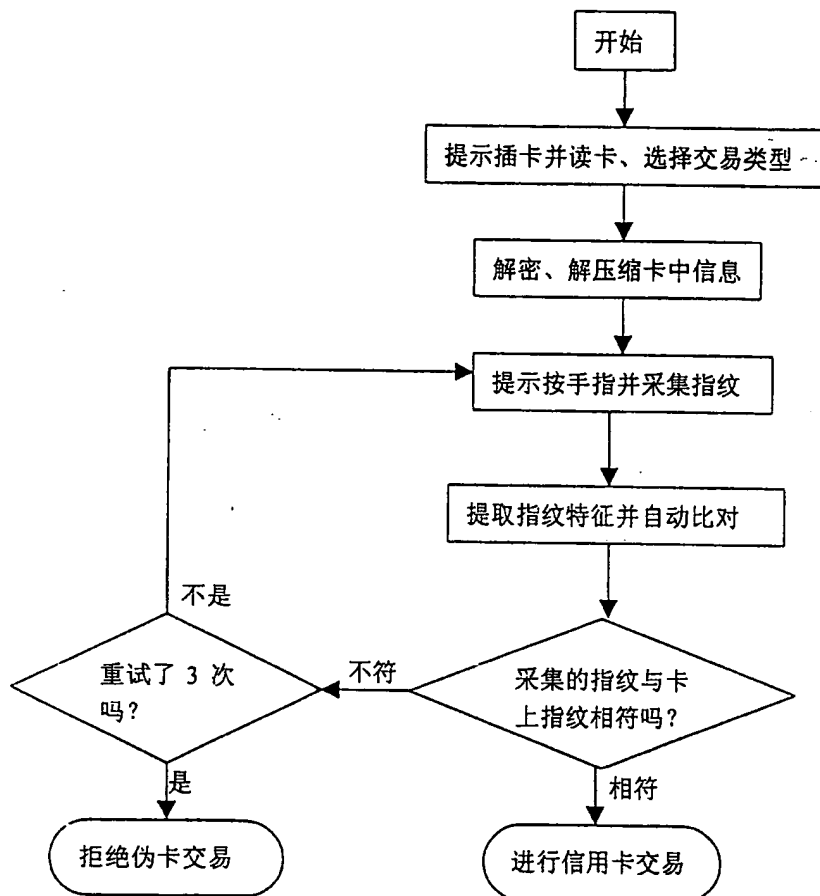 开始
提示插卡并读卡、选择交易类型
解密、解压缩卡中信息
提示按手指并采集指纹
提取指纹特征并自动比对
不是
重试了 3 次
吗?
不符
采集的指纹与卡
上指纹相符吗?
是
相符
拒绝伪卡交易
进行信用卡交易